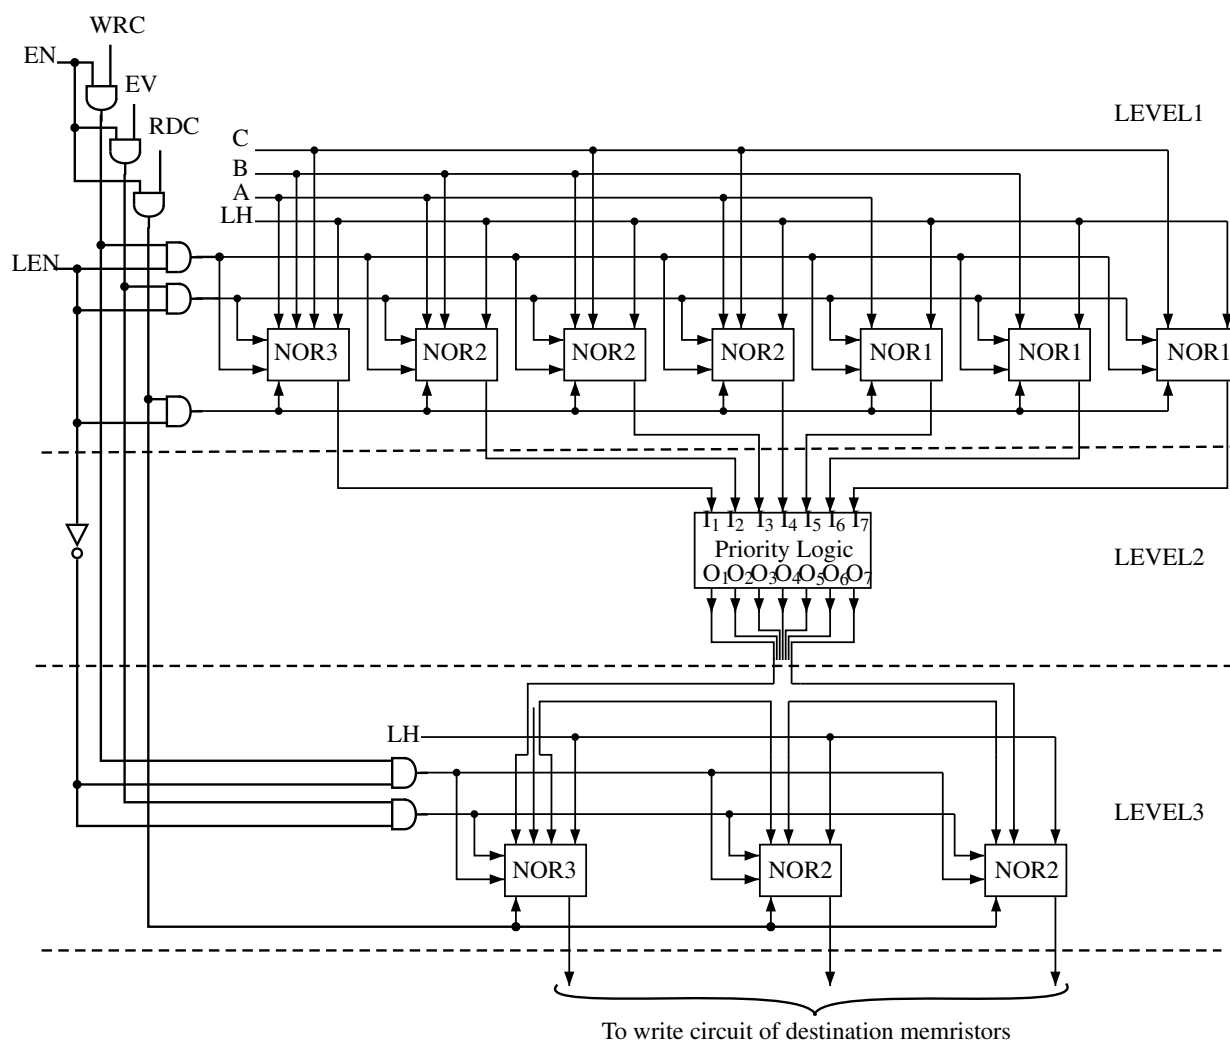 WRC
EN
EV
RDC
LEVEL1
C
B
A
LH
LEN
NOR3 NOR2 NOR2 NOR2 NOR1 NOR1 NOR1
I1 I2 I3 I4 I5 I6 I7
Priority Logic
O1 O2 O3 O4 O5 O6 O7
LEVEL2
LH
LEVEL3
NOR3 NOR2 NOR2
To write circuit of destination memristors